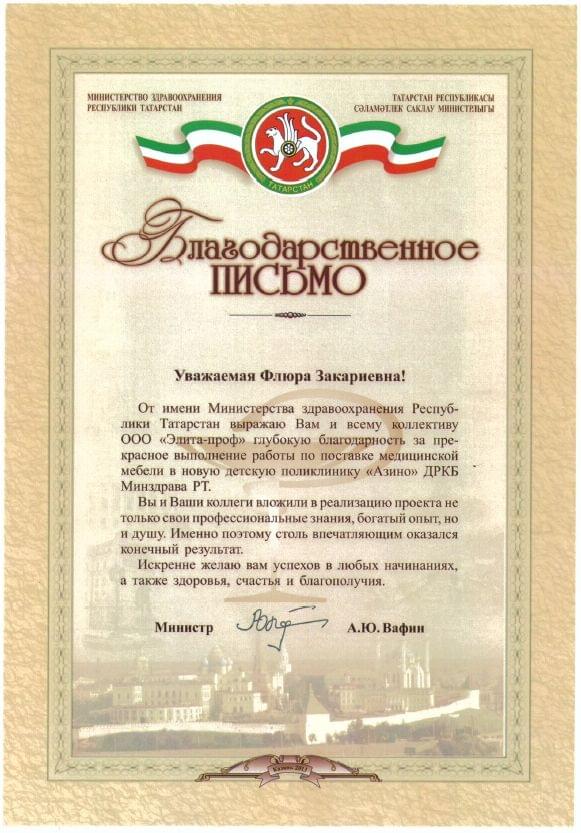 МИНИСТЕРСТВО ЗДРАВООХРАНЕНИЯ
РЕСПУБЛИКИ ТАТАРСТАН
ТАТАРСТАН РЕСПУБЛИКАСЫ
СӘЛАМӘТЛЕК САКЛАУ МИНИСТРЛЫГЫ
ТАТАРСТАН
Благодарственное
ПИСЬМО
Уважаемая Флюра Закариевна!
От имени Министерства здравоохранения Респуб-
лики Татарстан выражаю Вам и всему коллективу
ООО «Элита-проф» глубокую благодарность за пре-
красное выполнение работы по поставке медицинской
мебели в новую детскую поликлинику «Азино» ДРКБ
Минздрава РТ.
Вы и Ваши коллеги вложили в реализацию проекта не
только свои профессиональные знания, богатый опыт, но
и душу. Именно поэтому столь впечатляющим оказался
конечный результат.
Искренне желаю вам успехов в любых начинаниях,
а также здоровья, счастья и благополучия.
Министр А.Ю. Вафин
Казань 2013